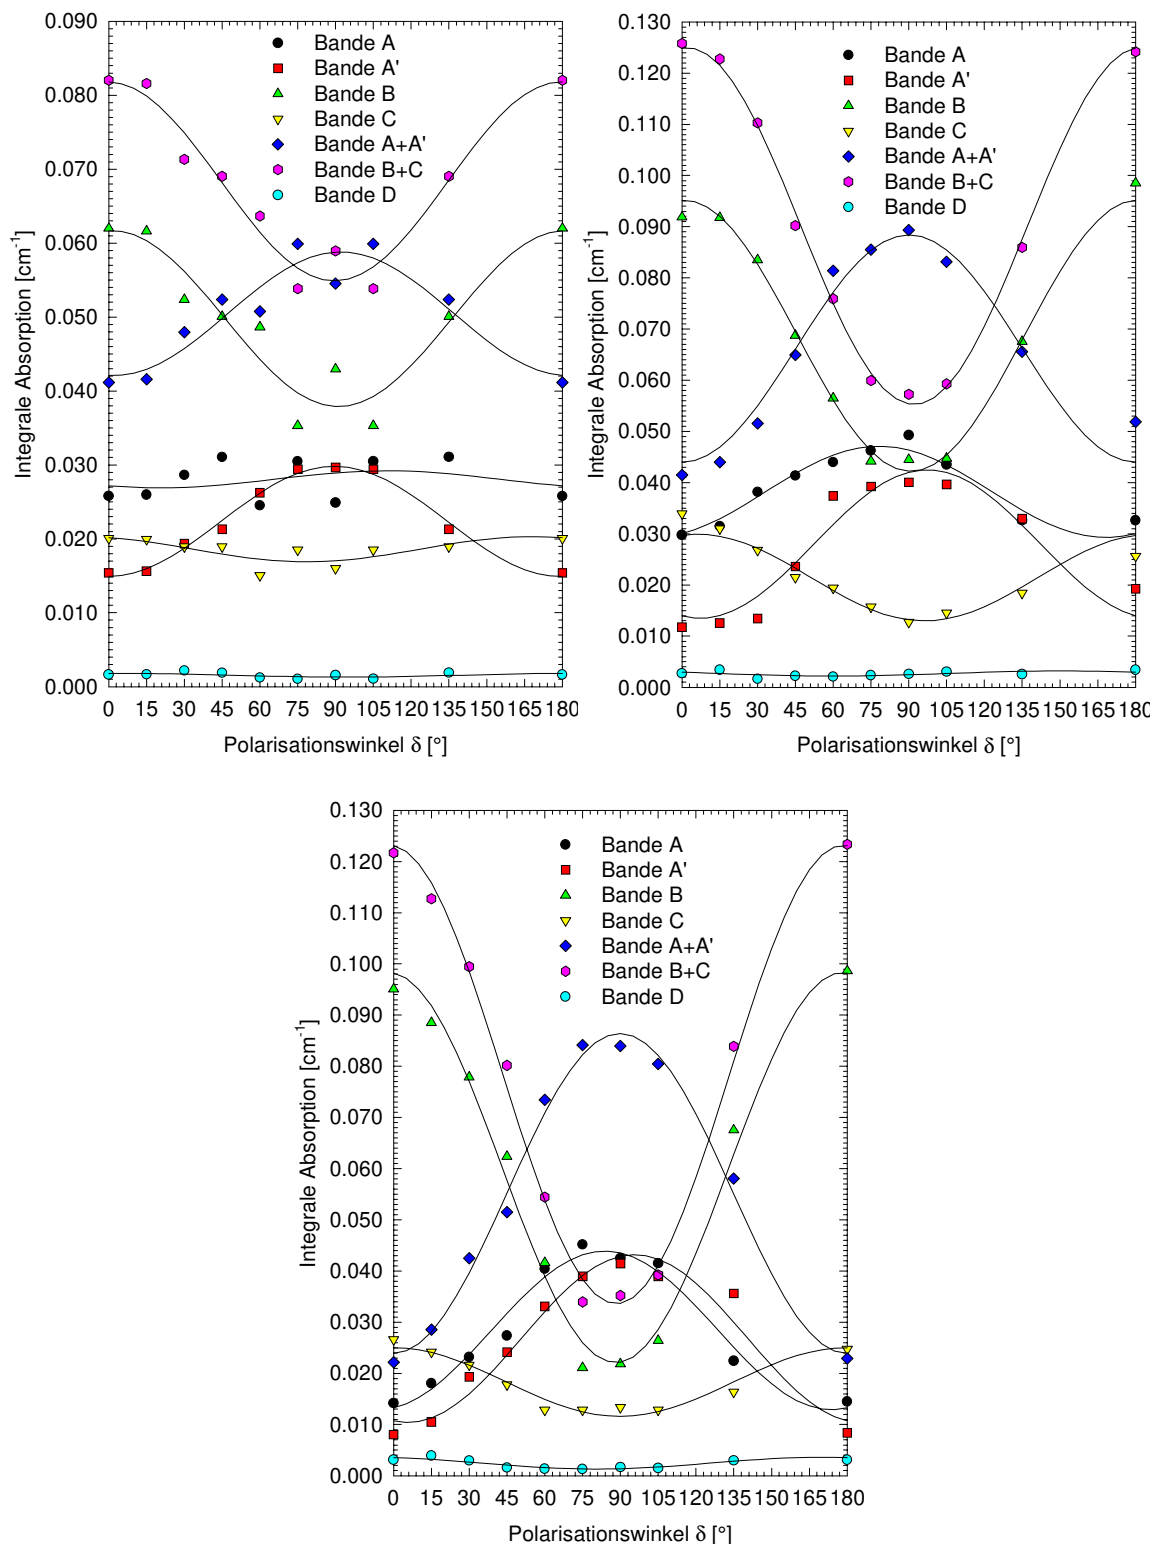 0.090
0.080
0.070
0.060
0.050
0.040
0.030
0.020
0.010
0.000
Integrale Absorption [cm-1]
Bande A
Bande A'
Bande B
Bande C
Bande A+A'
Bande B+C
Bande D
0 15 30 45 60 75 90 105 120 135 150 165 180
Polarisationswinkel δ [°]
0.130
0.120
0.110
0.100
0.090
0.080
0.070
0.060
0.050
0.040
0.030
0.020
0.010
0.000
Integrale Absorption [cm-1]
Bande A
Bande A'
Bande B
Bande C
Bande A+A'
Bande B+C
Bande D
0 15 30 45 60 75 90 105 120 135 150 165 180
Polarisationswinkel δ [°]
0.130
0.120
0.110
0.100
0.090
0.080
0.070
0.060
0.050
0.040
0.030
0.020
0.010
0.000
Integrale Absorption [cm-1]
Bande A
Bande A'
Bande B
Bande C
Bande A+A'
Bande B+C
Bande D
0 15 30 45 60 75 90 105 120 135 150 165 180
Polarisationswinkel δ [°]